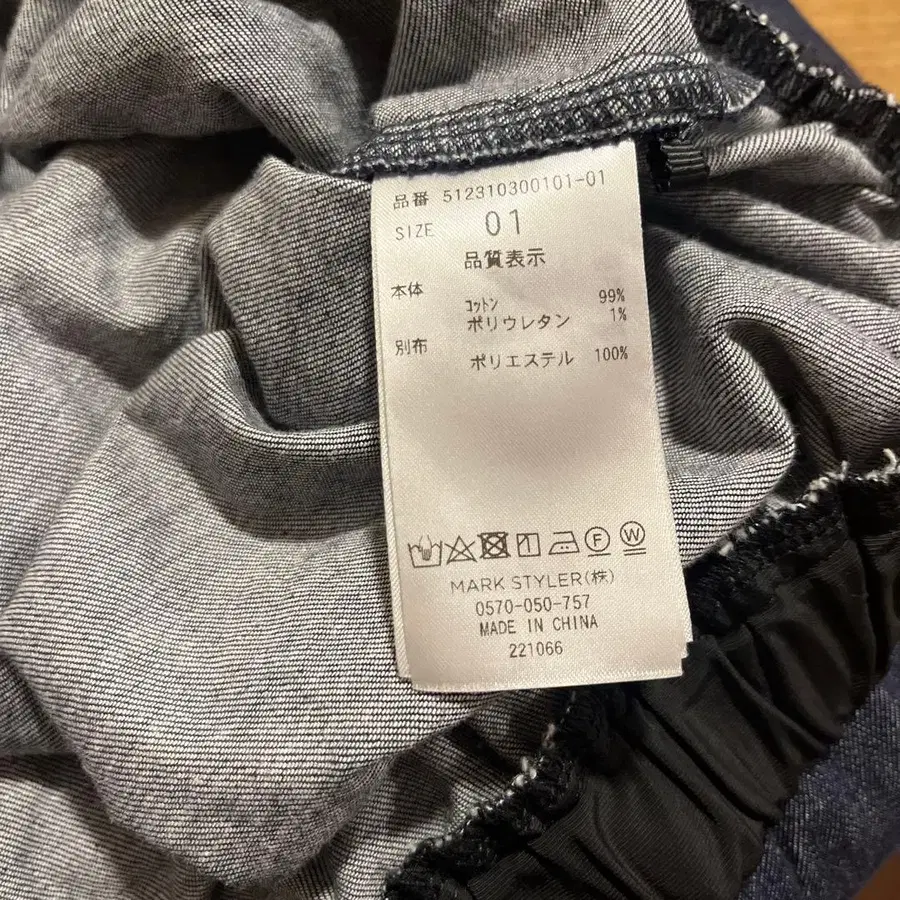 品番 512310300101-01
SIZE 01
品質表示
本体 コットン 99%
ポリウレタン 1%
別布 ポリエステル 100%
F W
MARK STYLER(株)
0570-050-757
MADE IN CHINA
221066